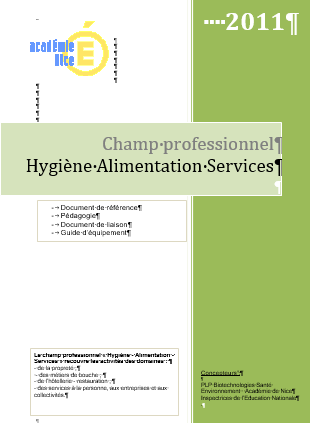 2011
académie
Nice
É
Champ professionnel
Hygiène Alimentation Services
- → Document de référence
- → Pédagogie
- → Document de liaison
- → Guide d'équipement
Le champ professionnel « Hygiène - Alimentation -
Services » recouvre les activités des domaines :
- de la propreté ;
- des métiers de bouche ;
- de l'hôtellerie - restauration ;
- des services à la personne, aux entreprises et aux
collectivités.
Concepteurs :
PLP Biotechnologies Santé
Environnement - Académie de Nice
Inspectrice de l'Education Nationale